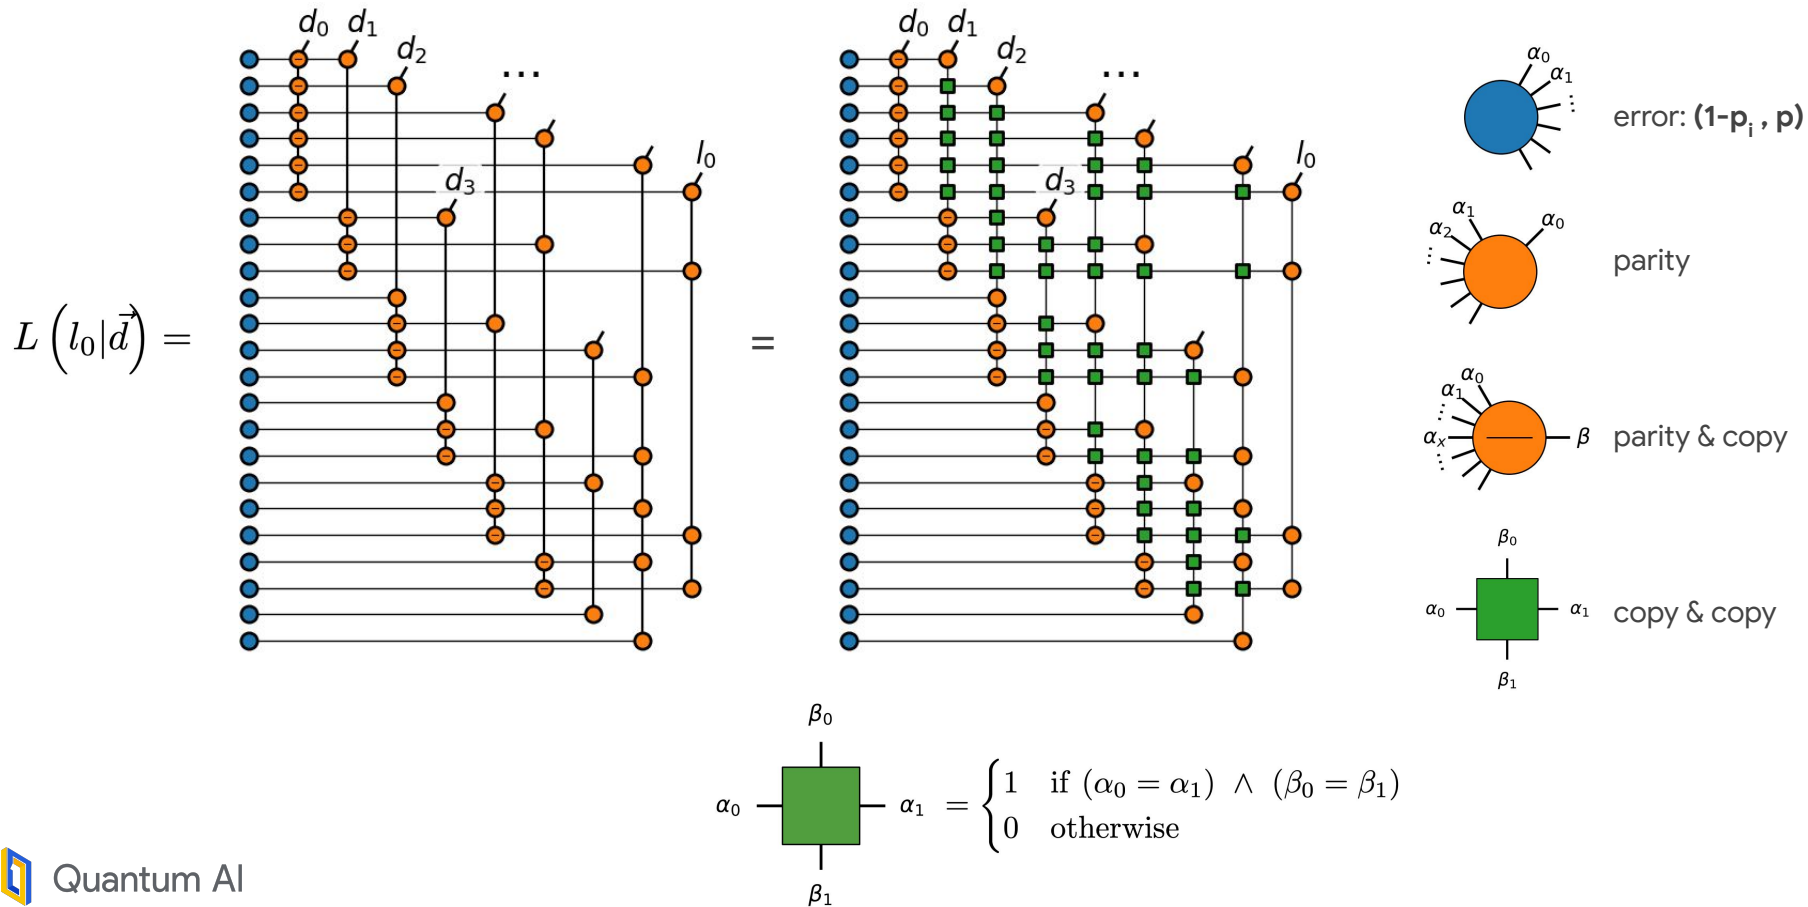 d₀ d₁
d₂
...
l₀
d₃
L(l₀|d⃗) =
=
d₀ d₁
d₂
...
l₀
d₃
α₀
α₁
...
error: (1-pᵢ , p)
α₂ α₁ α₀
...
parity
α₀
α₁
...
αₓ
...
β
parity & copy
β₀
α₀ α₁
β₁
copy & copy
β₀
α₀ α₁ = { 1 if (α₀ = α₁) ∧ (β₀ = β₁)
0 otherwise
β₁
Quantum AI